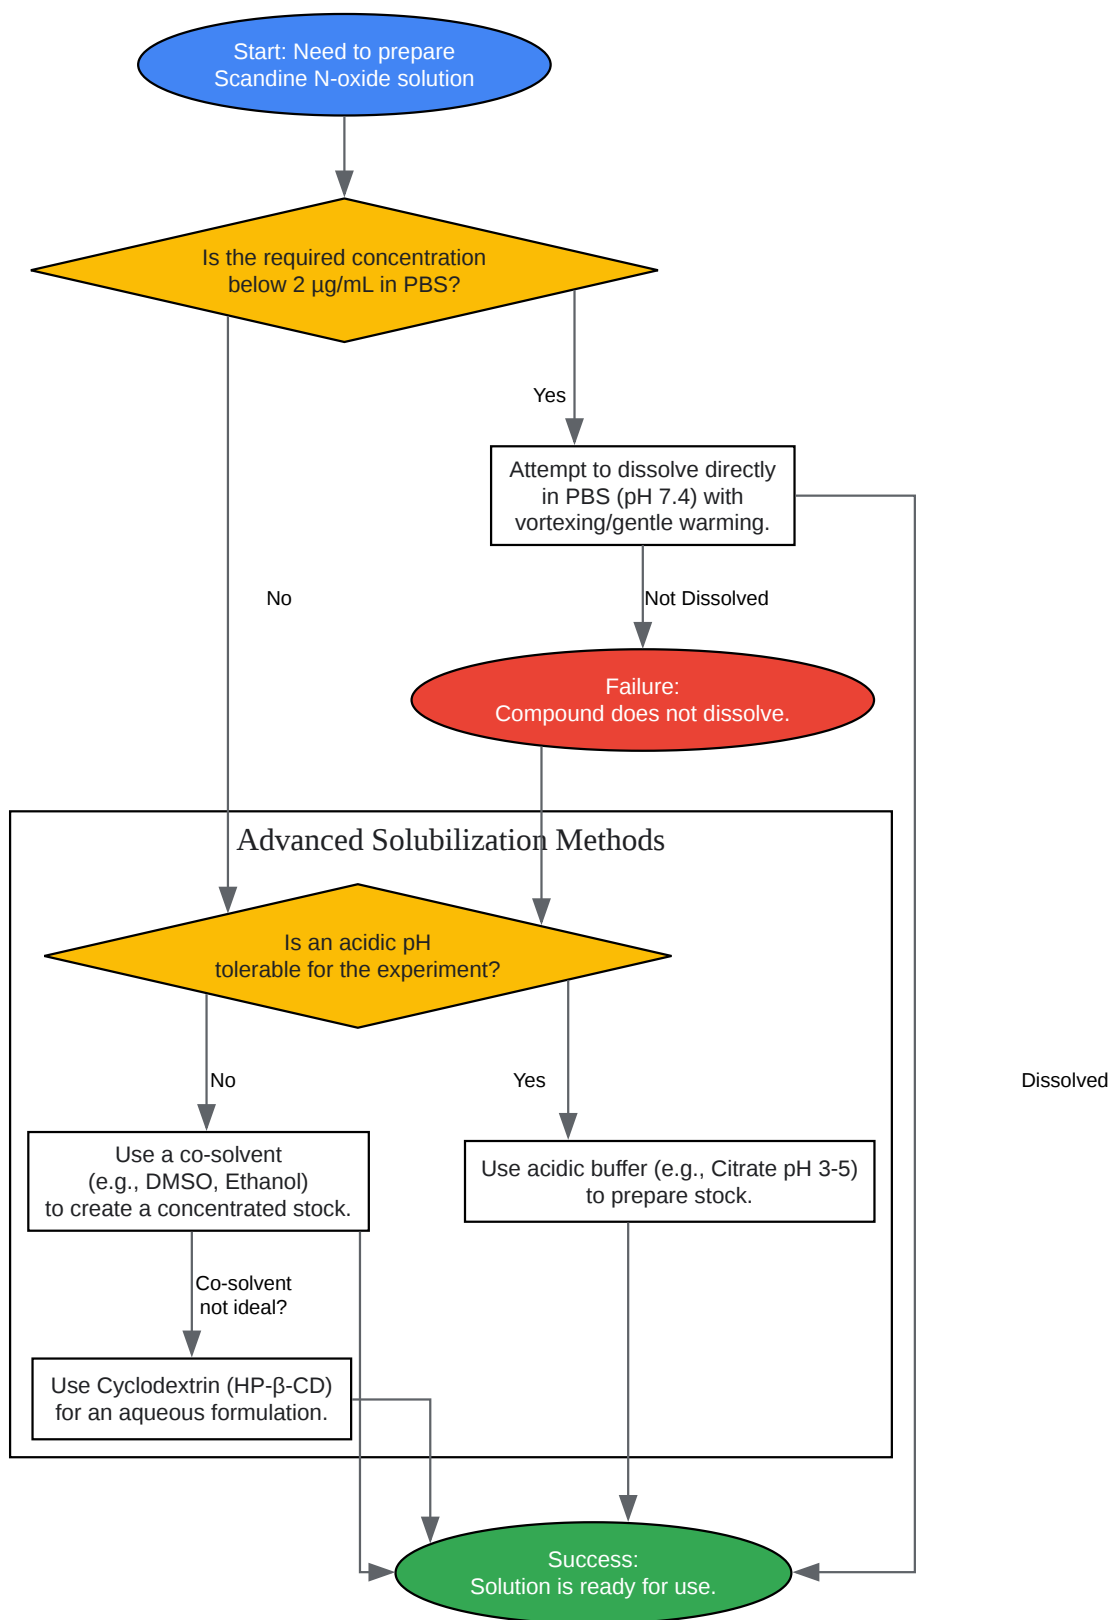 Start: Need to prepare
Scandine N-oxide solution
Is the required concentration
below 2 µg/mL in PBS?
Yes
Attempt to dissolve directly
in PBS (pH 7.4) with
vortexing/gentle warming.
No
Not Dissolved
Failure:
Compound does not dissolve.
Advanced Solubilization Methods
Is an acidic pH
tolerable for the experiment?
No
Yes
Dissolved
Use a co-solvent
(e.g., DMSO, Ethanol)
to create a concentrated stock.
Use acidic buffer (e.g., Citrate pH 3-5)
to prepare stock.
Co-solvent
not ideal?
Use Cyclodextrin (HP-β-CD)
for an aqueous formulation.
Success:
Solution is ready for use.